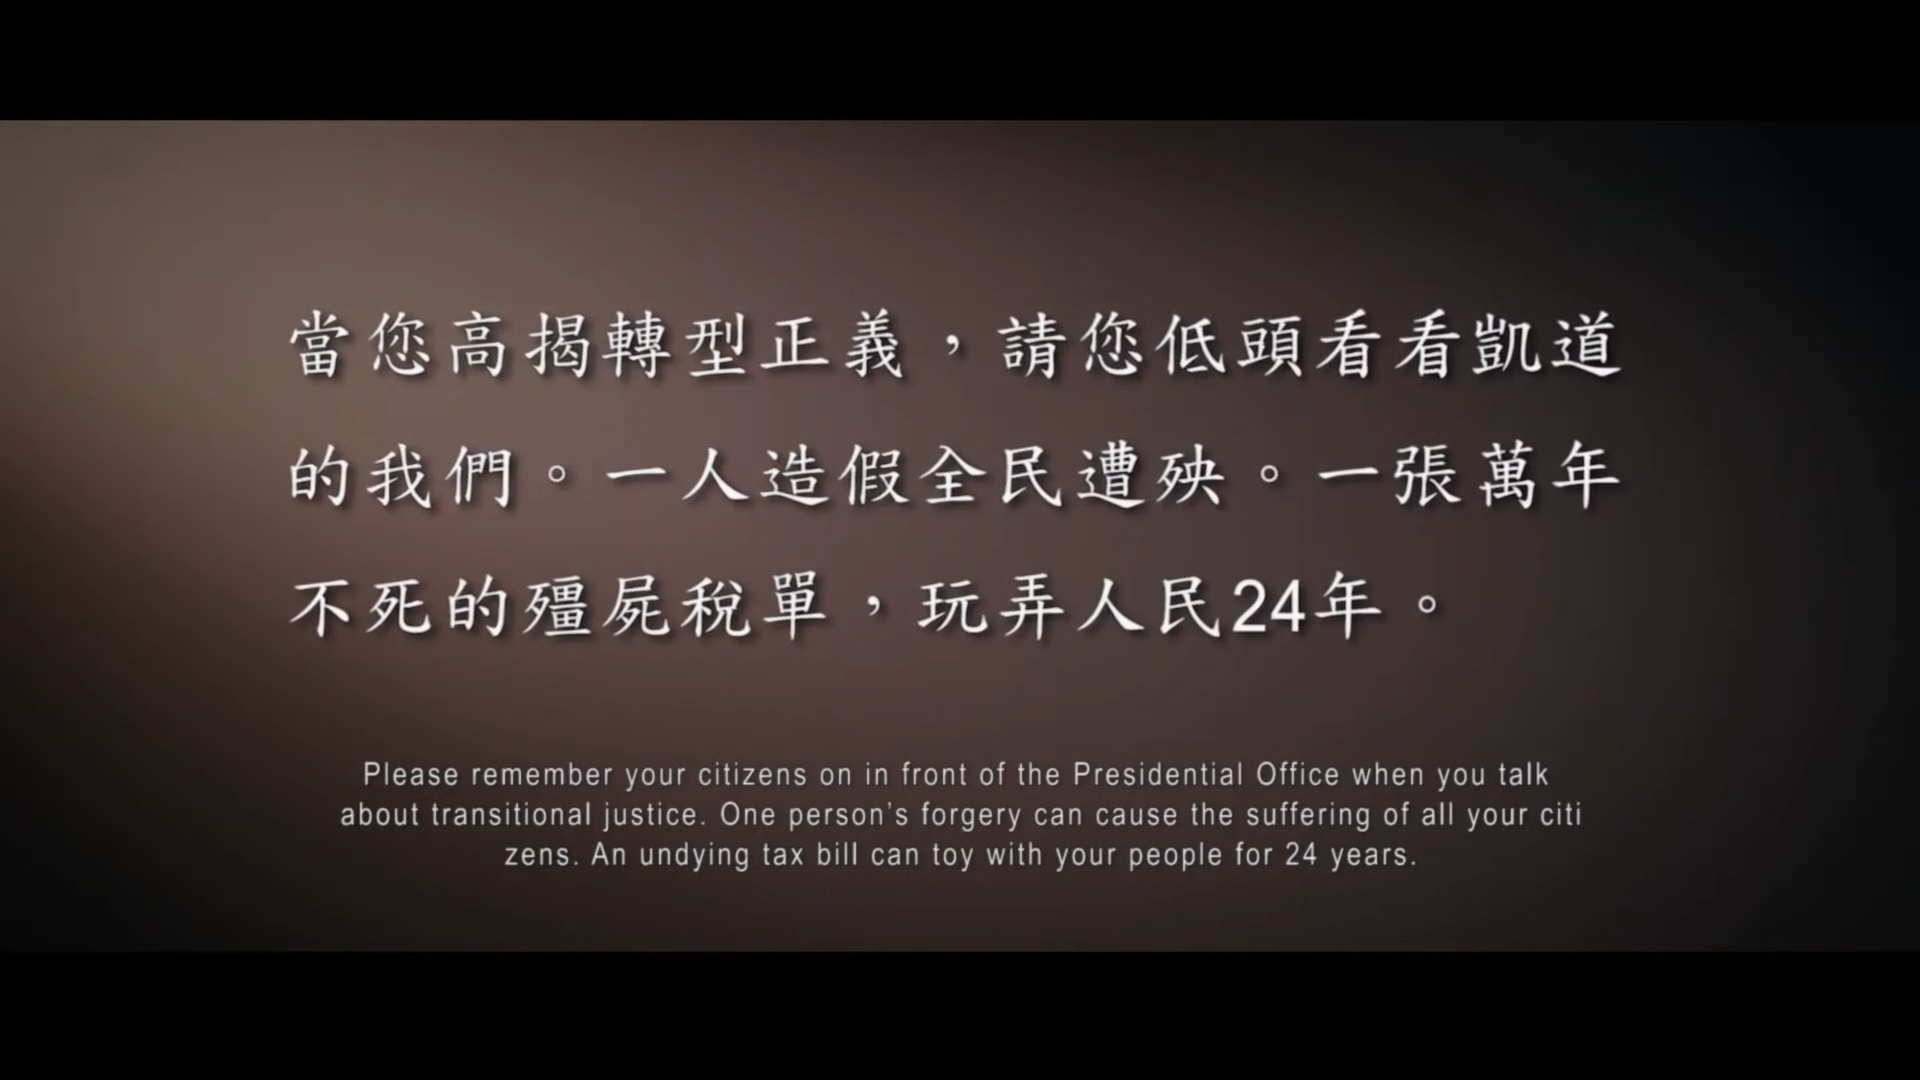 當您高揭轉型正義，請您低頭看看凱道
的我們。一人造假全民遭殃。一張萬年
不死的殭屍稅單，玩弄人民24年。
Please remember your citizens on in front of the Presidential Office when you talk
about transitional justice. One person’s forgery can cause the suffering of all your citi
zens. An undying tax bill can toy with your people for 24 years.